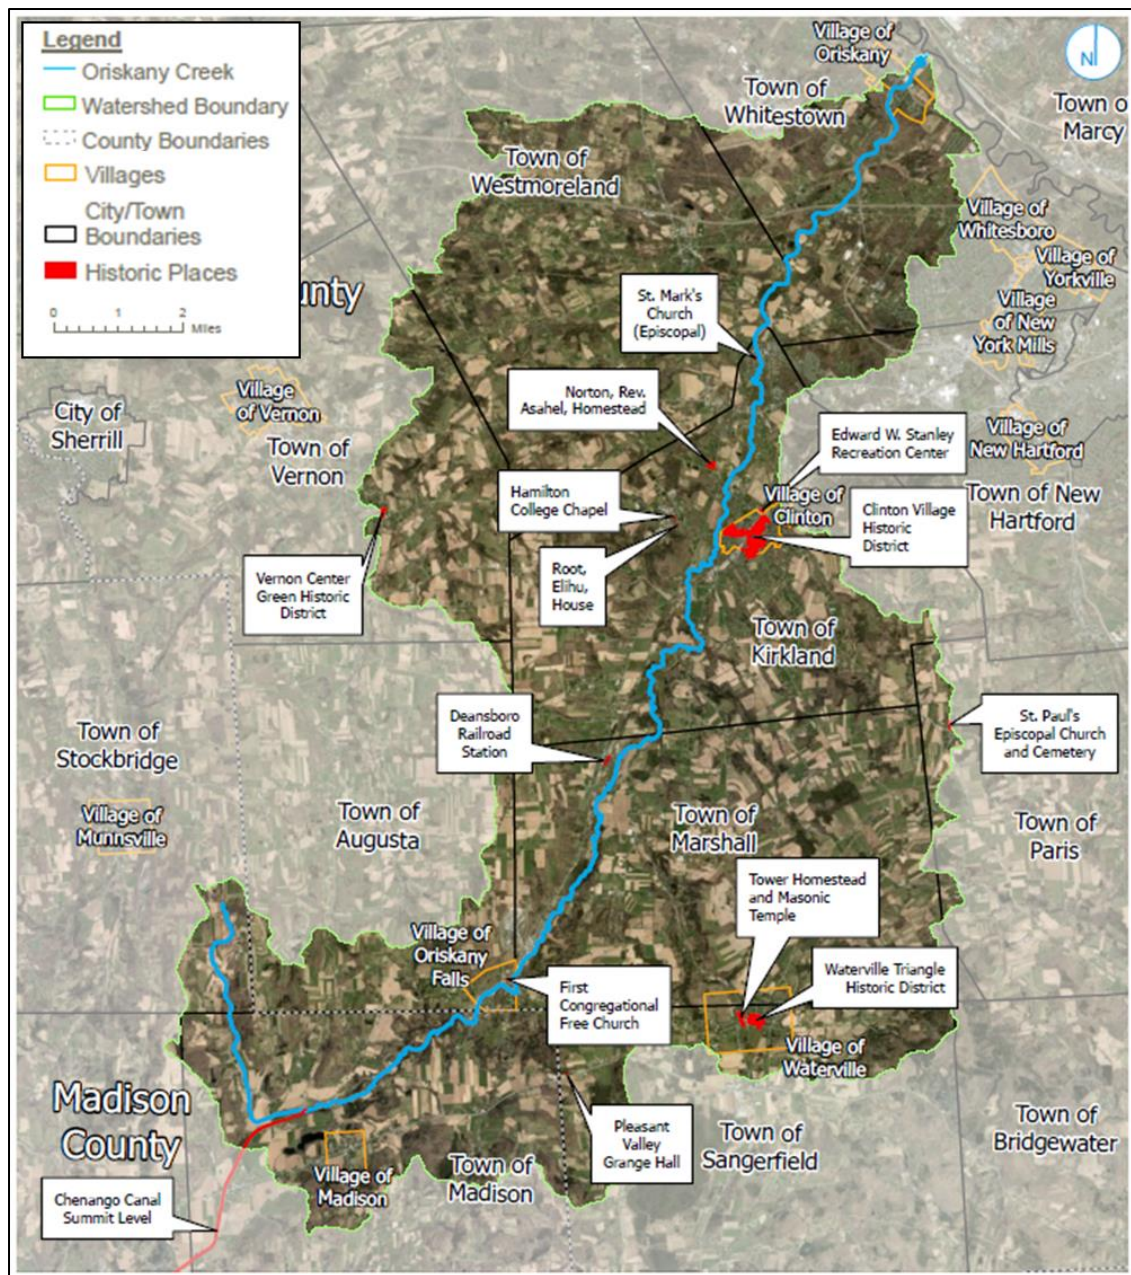 Legend
Oriskany Creek
Watershed Boundary
County Boundaries
Villages
City/Town
Boundaries
Historic Places
0 1 2
Miles
unty
Village of
Oriskany
N
Town of
Whitestown
Town o
Marcy
Town of
Westmoreland
Village of
Whitesboro
Village of
Yorkville
Village
of New
York Mills
St. Mark's
Church
(Episcopal)
Norton, Rev.
Asahel, Homestead
Village
of Vernon
City of
Sherrill
Town of
Vernon
Edward W. Stanley
Recreation Center
Village of
New Hartford
Hamilton
College Chapel
Village of
Clinton
Clinton Village
Historic
District
Town of New
Hartford
Vernon Center
Green Historic
District
Root,
Elihu,
House
Town of
Kirkland
Deansboro
Railroad
Station
St. Paul's
Episcopal Church
and Cemetery
Town of
Stockbridge
Village of
Munnsville
Town of
Augusta
Town of
Marshall
Town of
Paris
Tower Homestead
and Masonic
Temple
Village of
Oriskany
Falls
First
Congregational
Free Church
Waterville Triangle
Historic District
Village of
Waterville
Madison
County
Pleasant
Valley
Grange Hall
Town of
Sangerfield
Town of
Bridgewater
Village of
Madison
Town of
Madison
Chenango Canal
Summit Level